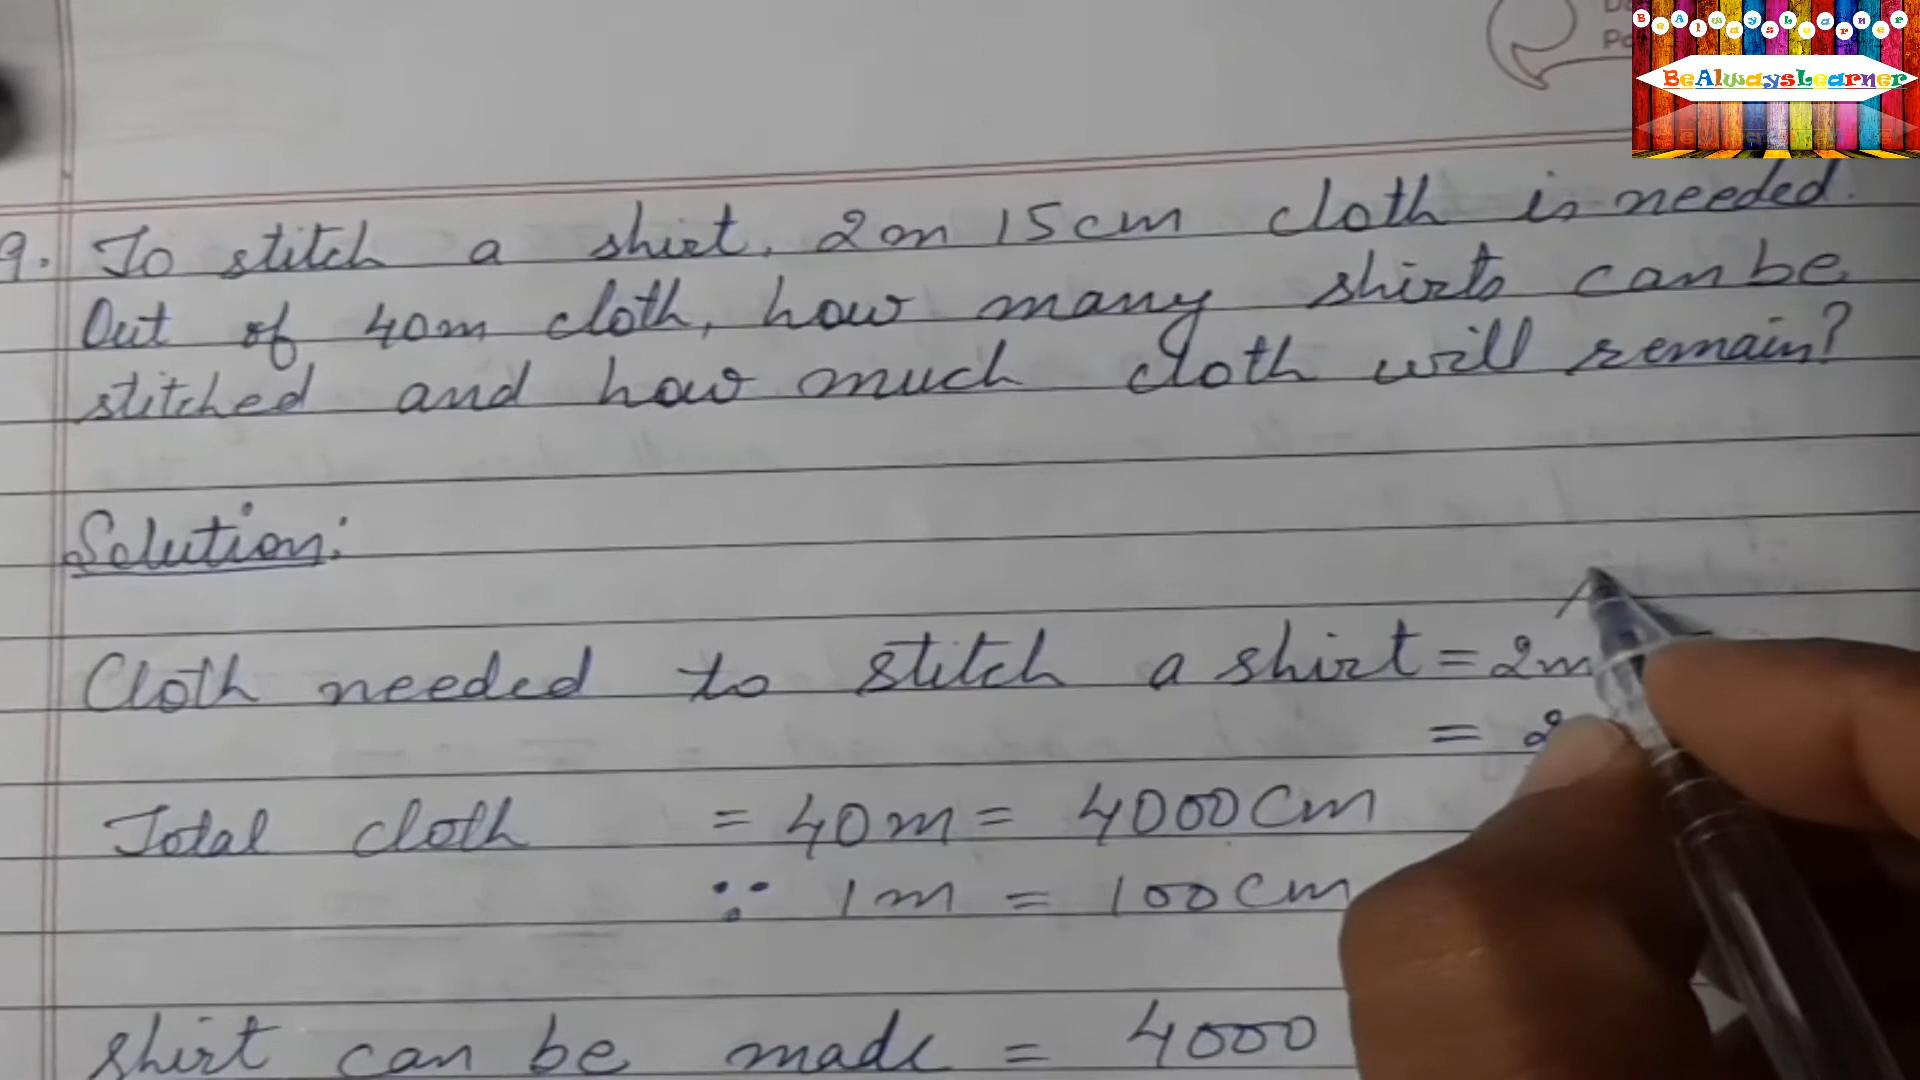 BeAlwaysLearner
BeAlwaysLearner
9. To stitch a shirt, 2m 15cm cloth is needed.
Out of 40m cloth, how many shirts can be
stitched and how much cloth will remain?
Solution:
Cloth needed to stitch a shirt = 2m
= 2
Total cloth = 40m = 4000cm
∵ 1m = 100cm
shirt can be made = 4000